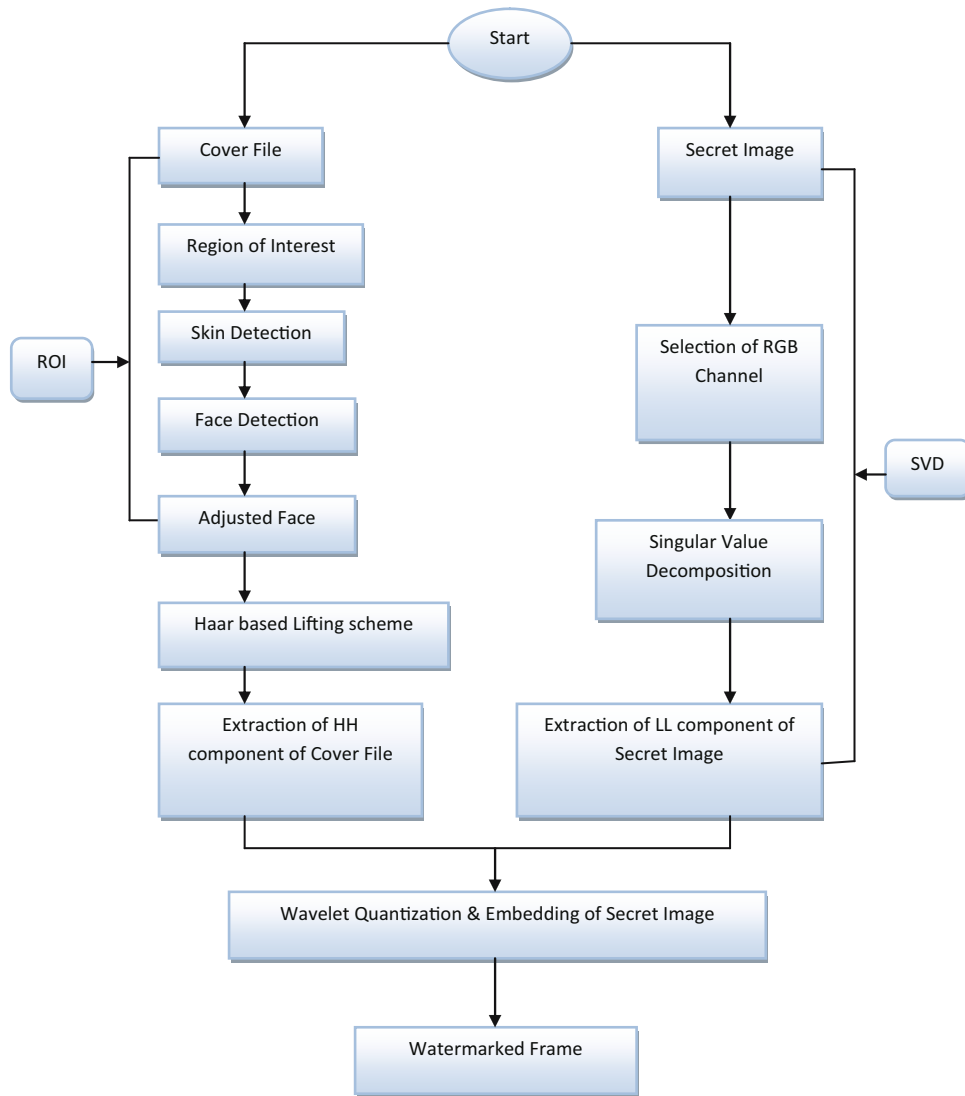 Start
Cover File
Region of Interest
Skin Detection
ROI
Face Detection
Adjusted Face
Haar based Lifting scheme
Extraction of HH
component of Cover File
Secret Image
Selection of RGB
Channel
SVD
Singular Value
Decomposition
Extraction of LL component of
Secret Image
Wavelet Quantization & Embedding of Secret Image
Watermarked Frame